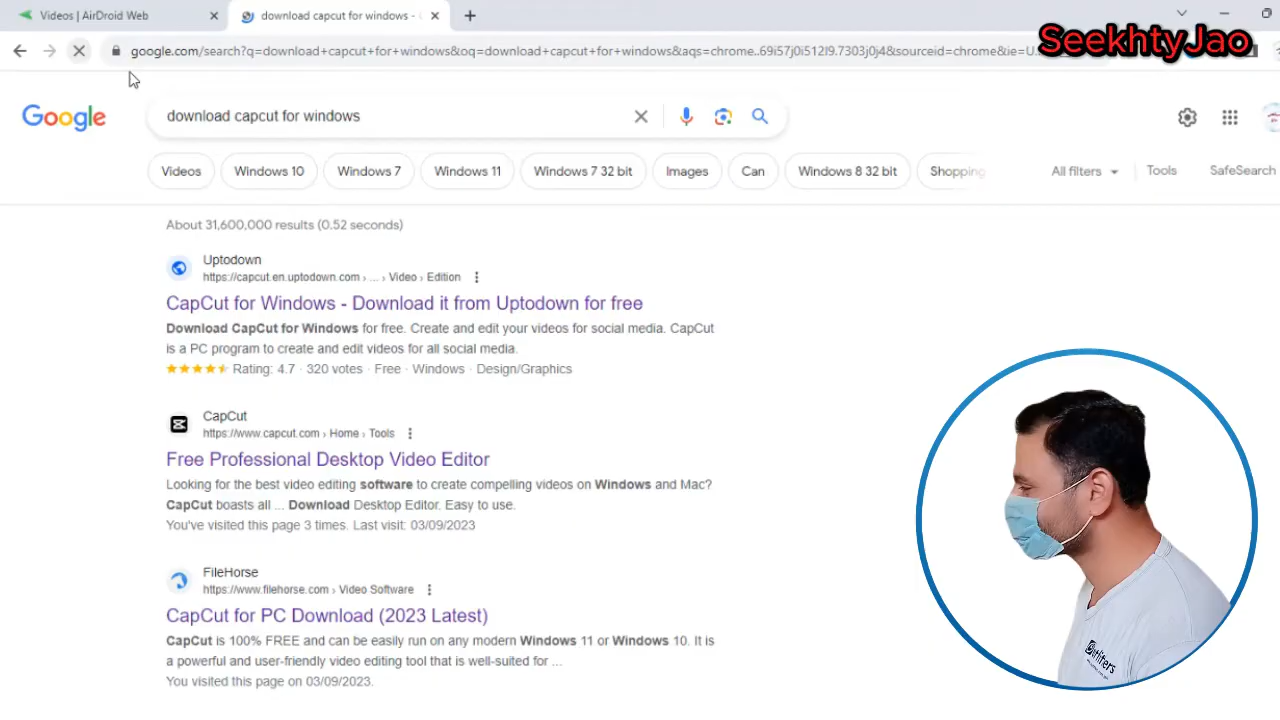 Videos | AirDroid Web
download capcut for windows -
SeekhtyJao
google.com/search?q=download+capcut+for+windows&oq=download+capcut+for+windows&aqs=chrome..69i57j0i512l9.7303j0j4&sourceid=chrome&ie=U...
Google
download capcut for windows
Videos
Windows 10
Windows 7
Windows 11
Windows 7 32 bit
Images
Can
Windows 8 32 bit
Shopping
All filters
Tools
SafeSearch
About 31,600,000 results (0.52 seconds)
Uptodown
https://capcut.en.uptodown.com › ... › Video › Edition
CapCut for Windows - Download it from Uptodown for free
Download CapCut for Windows for free. Create and edit your videos for social media. CapCut
is a PC program to create and edit videos for all social media.
Rating: 4.7 · 320 votes · Free · Windows · Design/Graphics
CapCut
https://www.capcut.com › Home › Tools
Free Professional Desktop Video Editor
Looking for the best video editing software to create compelling videos on Windows and Mac?
CapCut boasts all ... Download Desktop Editor. Easy to use.
You've visited this page 3 times. Last visit: 03/09/2023
FileHorse
https://www.filehorse.com › Video Software
CapCut for PC Download (2023 Latest)
CapCut is 100% FREE and can be easily run on any modern Windows 11 or Windows 10. It is
a powerful and user-friendly video editing tool that is well-suited for ...
You visited this page on 03/09/2023.